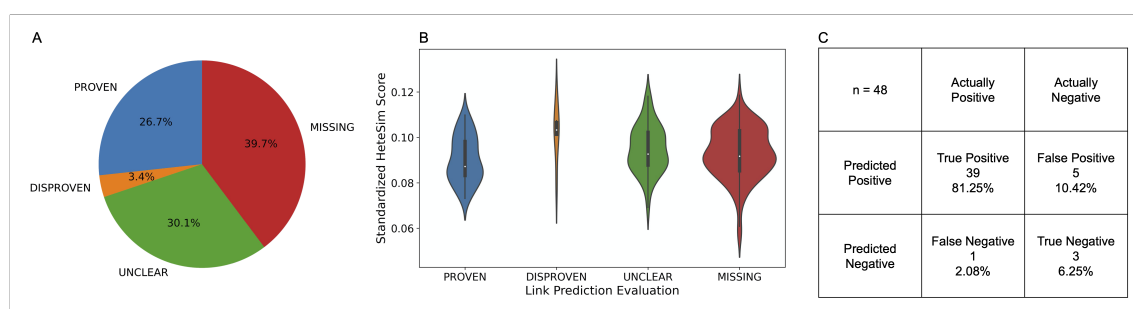 A
PROVEN
26.7%
MISSING
39.7%
DISPROVEN
3.4%
30.1%
UNCLEAR
B
Standardized HeteSim Score
0.12
0.10
0.08
0.06
PROVEN
DISPROVEN
UNCLEAR
MISSING
Link Prediction Evaluation
C
n = 48
Actually
Positive
Actually
Negative
Predicted
Positive
True Positive
39
81.25%
False Positive
5
10.42%
Predicted
Negative
False Negative
1
2.08%
True Negative
3
6.25%